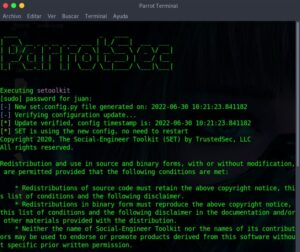 Parrot Terminal
Archivo Editar Ver Buscar Terminal Ayuda
ParrotSec
Executing setoolkit
[sudo] password for juan:
[-] New set.config.py file generated on: 2022-06-30 10:21:23.841182
[-] Verifying configuration update...
[*] Update verified, config timestamp is: 2022-06-30 10:21:23.841182
[*] SET is using the new config, no need to restart
Copyright 2020, The Social-Engineer Toolkit (SET) by TrustedSec, LLC
All rights reserved.
Redistribution and use in source and binary forms, with or without modification,
are permitted provided that the following conditions are met:
* Redistributions of source code must retain the above copyright notice, thi
s list of conditions and the following disclaimer.
* Redistributions in binary form must reproduce the above copyright notice,
this list of conditions and the following disclaimer in the documentation and/or
other materials provided with the distribution.
* Neither the name of Social-Engineer Toolkit nor the names of its contribut
ors may be used to endorse or promote products derived from this software withou
t specific prior written permission.